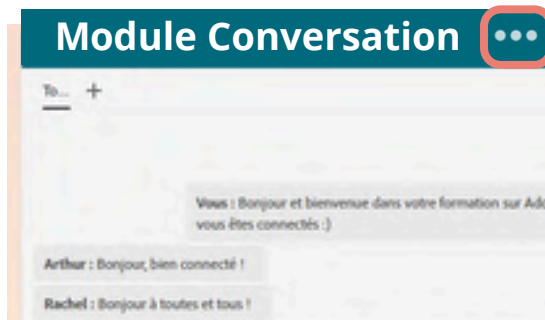 Module Conversation
To... +
Vous : Bonjour et bienvenue dans votre formation sur
vous êtes connectés :)
Arthur : Bonjour, bien connecté !
Rachel : Bonjour à toutes et tous !